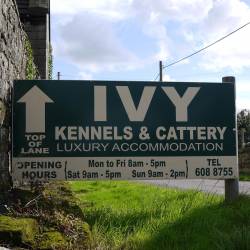 IVY
KENNELS & CATTERY
LUXURY ACCOMMODATION
TOP
OF
LANE
OPENING
HOURS
Mon to Fri 8am - 5pm
Sat 9am - 5pm Sun 9am - 2pm
TEL
608 8755